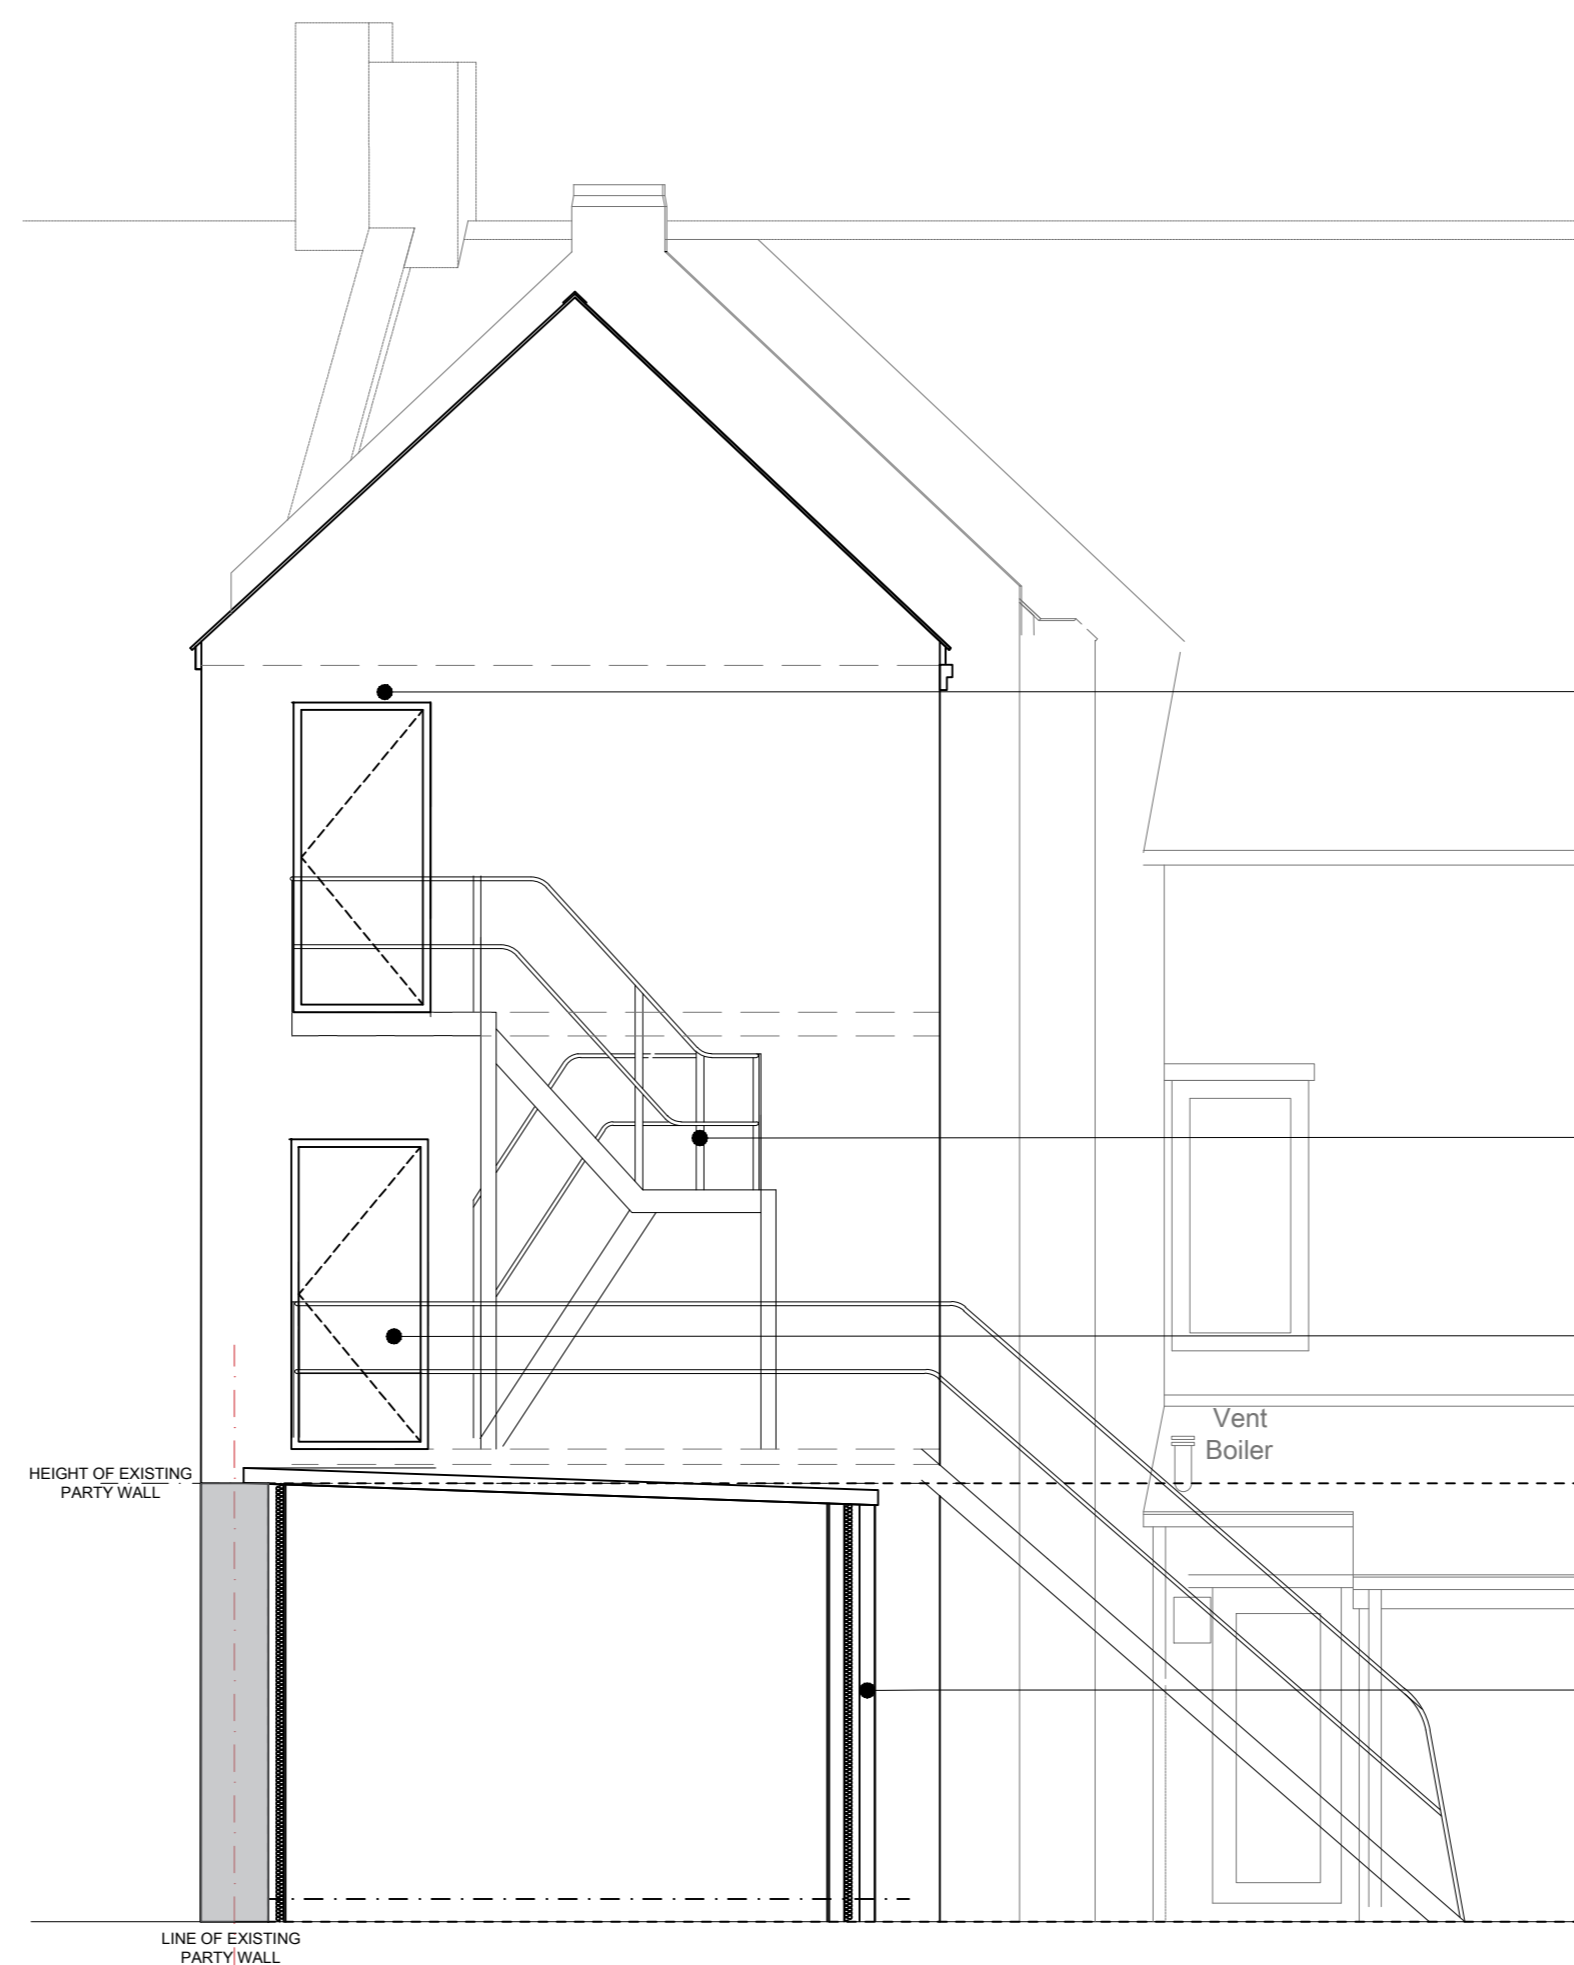 Vent
Boiler
HEIGHT OF EXISTING
PARTY WALL
LINE OF EXISTING
PARTY WALL